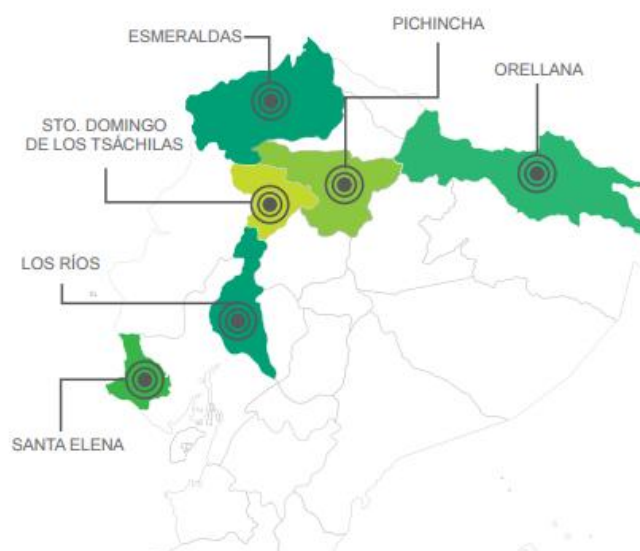 PICHINCHA
ESMERALDAS
ORELLANA
STO. DOMINGO
DE LOS TSÁCHILAS
LOS RÍOS
SANTA ELENA